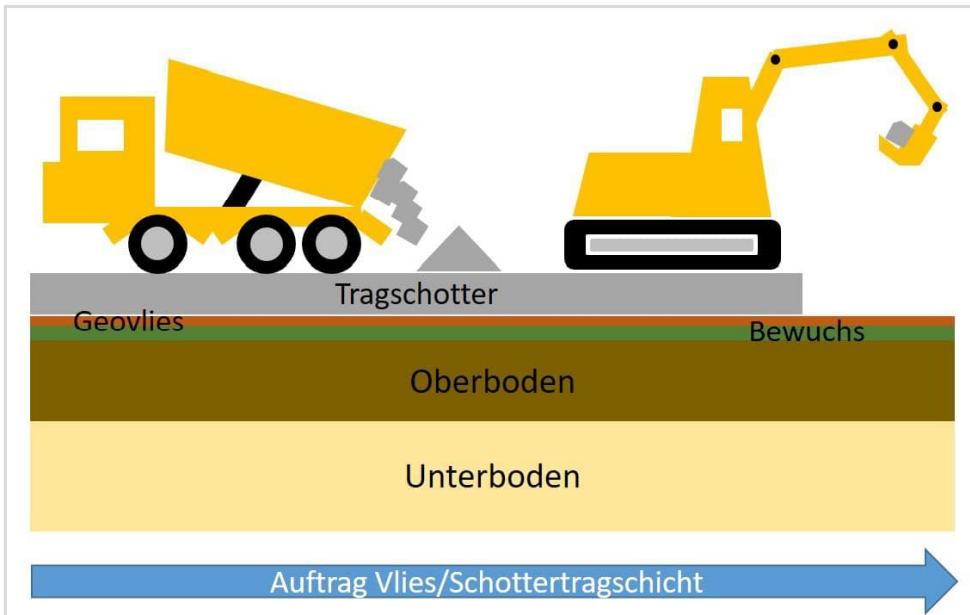 Tragschotter
Geovlies
Bewuchs
Oberboden
Unterboden
Auftrag Vlies/Schottertragschicht